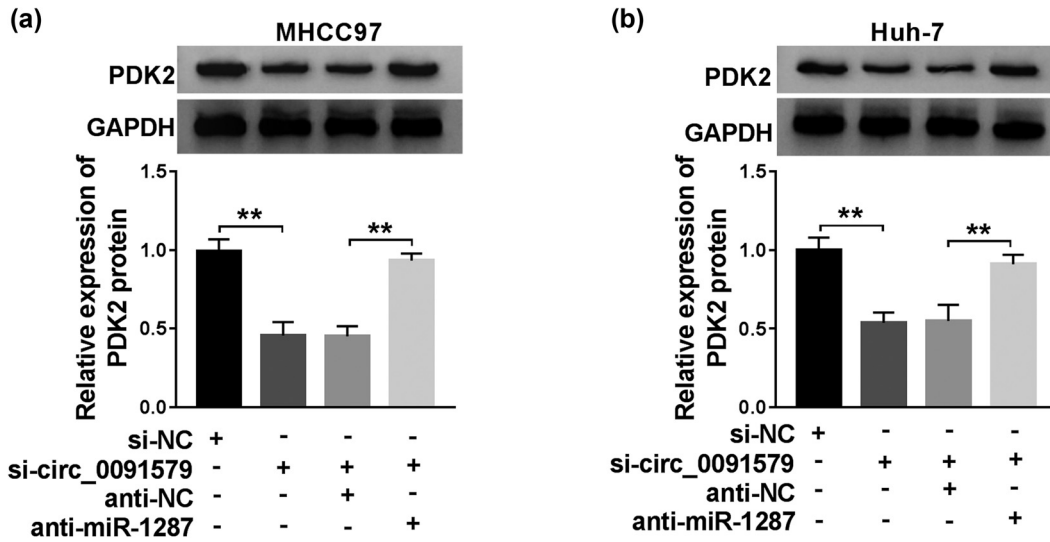 (a)
MHCC97
PDK2
GAPDH
Relative expression of
PDK2 protein
1.5
1.0
0.5
0.0
**
**
si-NC + - - -
si-circ_0091579 - + + +
anti-NC - - + -
anti-miR-1287 - - - +
(b)
Huh-7
PDK2
GAPDH
Relative expression of
PDK2 protein
1.5
1.0
0.5
0.0
**
**
si-NC + - - -
si-circ_0091579 - + + +
anti-NC - - + -
anti-miR-1287 - - - +